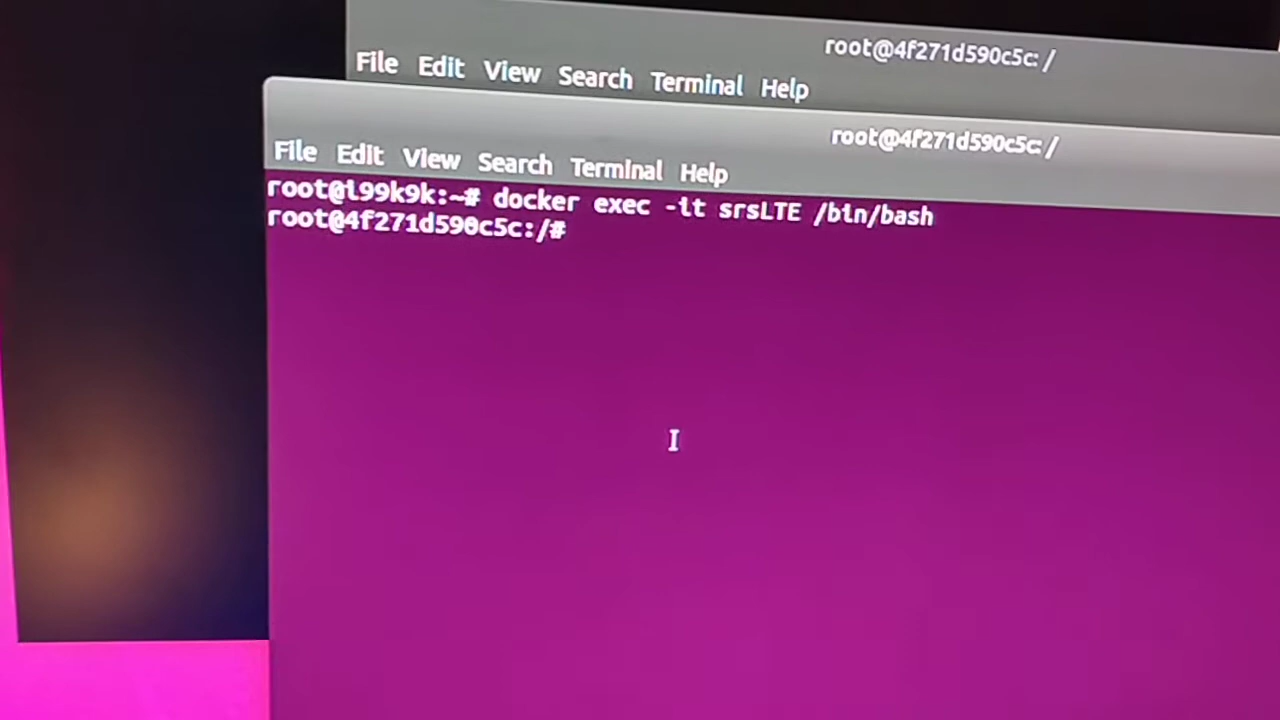 root@4f271d590c5c: /
File Edit View Search Terminal Help
root@4f271d590c5c: /
File Edit View Search Terminal Help
root@i99k9k:~# docker exec -it srsLTE /bin/bash
root@4f271d590c5c:/#